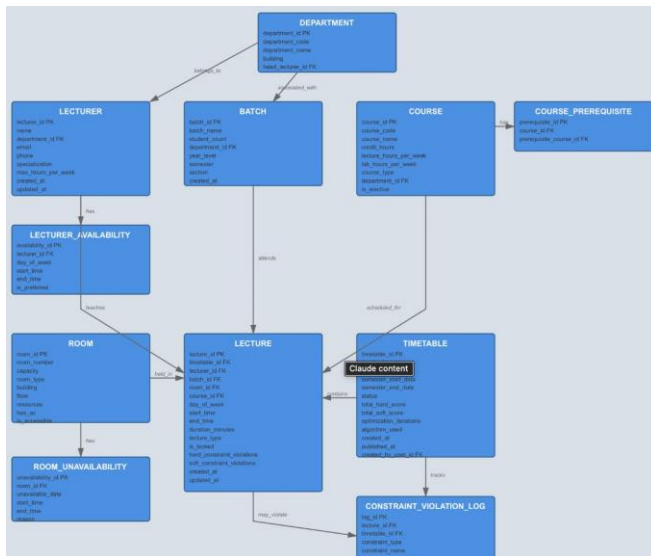 DEPARTMENT
department_id PK
department_code
department_name
building
head_lecturer_id FK
belongs_to
associated_with
LECTURER
lecturer_id PK
name
department_id FK
email
phone
specialization
max_hours_per_week
created_at
updated_at
BATCH
batch_id PK
batch_name
student_count
department_id FK
year_level
semester
section
created_at
COURSE
course_id PK
course_code
course_name
credit_hours
lecture_hours_per_week
lab_hours_per_week
course_type
department_id FK
is_elective
has
COURSE_PREREQUISITE
prerequisite_id PK
course_id FK
prerequisite_course_id FK
has
LECTURER_AVAILABILITY
availability_id PK
lecturer_id FK
day_of_week
start_time
end_time
is_preferred
attends
teaches
scheduled_for
ROOM
room_id PK
room_number
capacity
room_type
building
floor
resources
has_ac
is_accessible
held_in
LECTURE
lecture_id PK
timetable_id FK
lecturer_id FK
batch_id FK
room_id FK
course_id FK
day_of_week
start_time
end_time
duration_minutes
lecture_type
is_locked
hard_constraint_violations
soft_constraint_violations
created_at
updated_at
contains
TIMETABLE
timetable_id PK
Claude content
semester_start_date
semester_end_date
status
total_hard_score
total_soft_score
optimization_iterations
algorithm_used
created_at
published_at
created_by_user_id FK
has
tracks
ROOM_UNAVAILABILITY
unavailability_id PK
room_id FK
unavailable_date
start_time
end_time
reason
may_violate
CONSTRAINT_VIOLATION_LOG
log_id PK
lecture_id FK
timetable_id FK
constraint_type
constraint_name